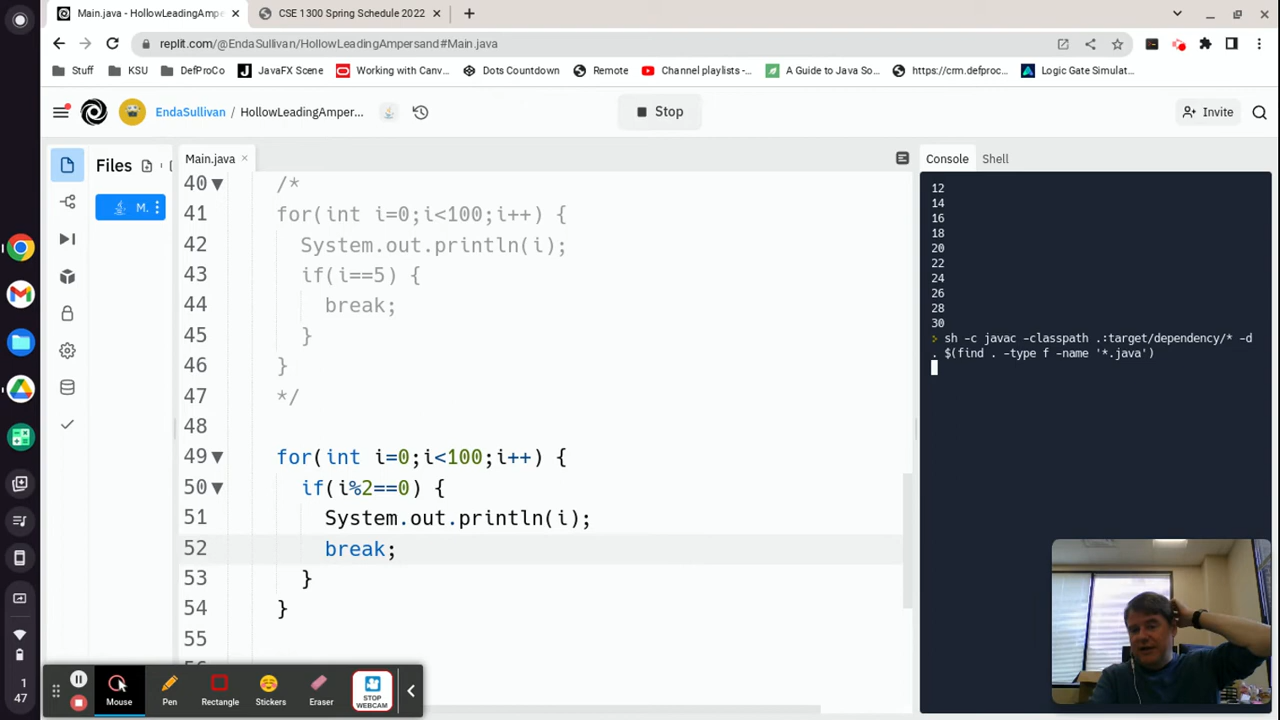 Main.java - HollowLeadingAmpe
CSE 1300 Spring Schedule 2022
replit.com/@EndaSullivan/HollowLeadingAmpersand#Main.java
Stuff KSU DefProCo JavaFX Scene Working with Canv... Dots Countdown Remote Channel playlists -... A Guide to Java So... https://crm.defproc... Logic Gate Simulat...
EndaSullivan / HollowLeadingAmper... Stop Invite
Files Main.java Console Shell
M.
40 /*
41 for(int i=0;i<100;i++) {
42 System.out.println(i);
43 if(i==5) {
44 break;
45 }
46 }
47 */
48
49 for(int i=0;i<100;i++) {
50 if(i%2==0) {
51 System.out.println(i);
52 break;
53 }
54 }
55
12
14
16
18
20
22
24
26
28
30
> sh -c javac -classpath .:target/dependency/* -d
. $(find . -type f -name '*.java')
1
47
Mouse Pen Rectangle Stickers Eraser STOP WEBCAM